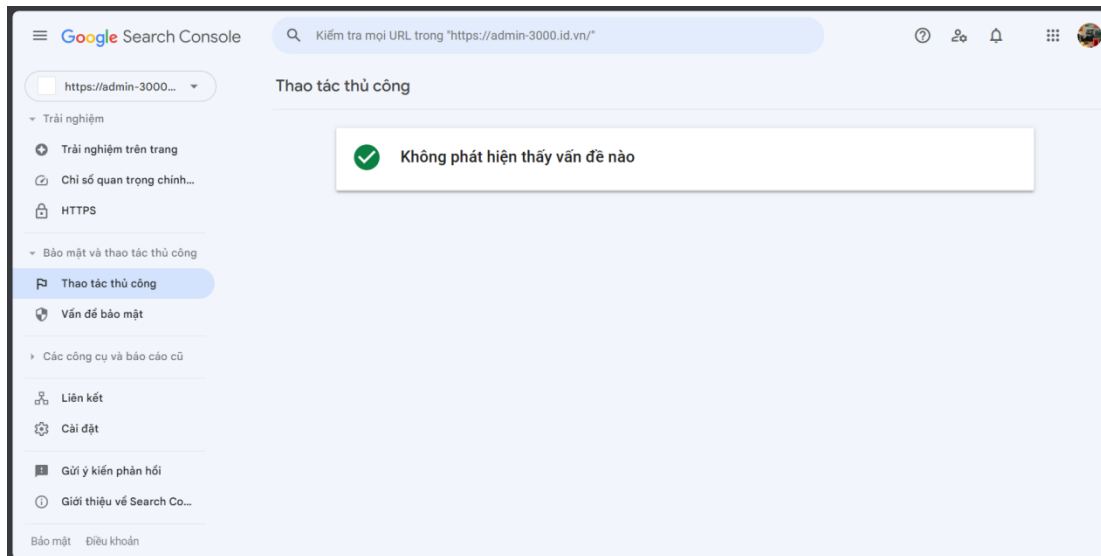 Google Search Console
Kiểm tra mọi URL trong "https://admin-3000.id.vn/"
https://admin-3000...
Thao tác thủ công
Trải nghiệm
Không phát hiện thấy vấn đề nào
Trải nghiệm trên trang
Chỉ số quan trọng chính...
HTTPS
Bảo mật và thao tác thủ công
Thao tác thủ công
Vấn đề bảo mật
Các công cụ và báo cáo cũ
Liên kết
Cài đặt
Gửi ý kiến phản hồi
Giới thiệu về Search Co...
Bảo mật Điều khoản